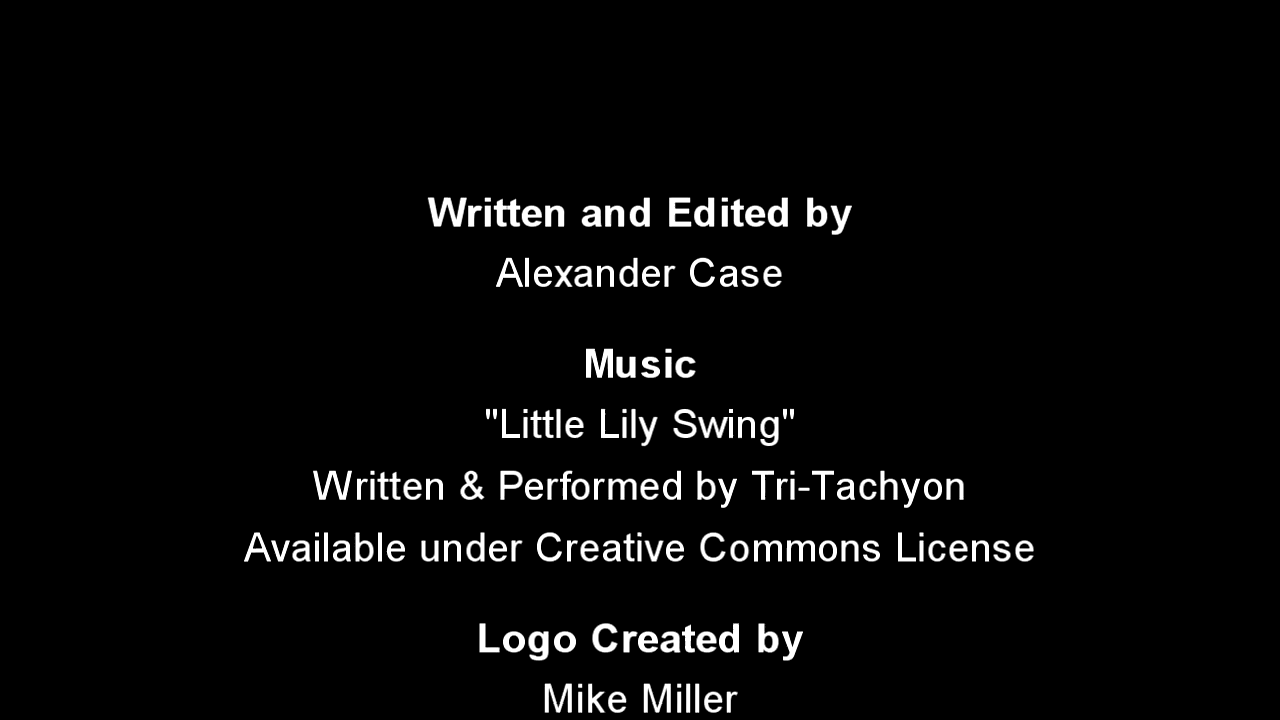 Written and Edited by
Alexander Case
Music
"Little Lily Swing"
Written & Performed by Tri-Tachyon
Available under Creative Commons License
Logo Created by
Mike Miller